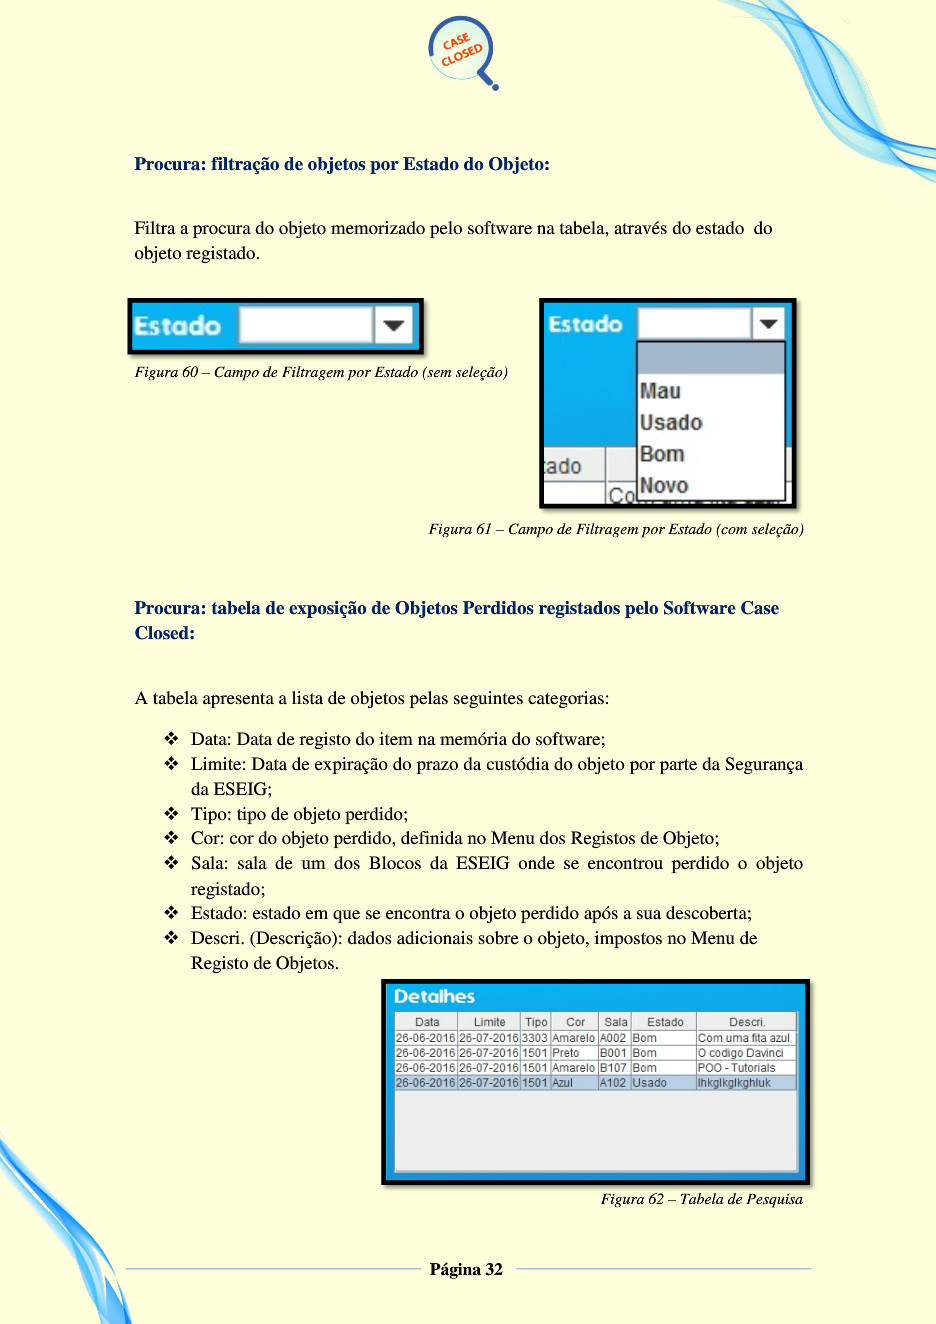 CASE
CLOSED
Procura: filtração de objetos por Estado do Objeto:
Filtra a procura do objeto memorizado pelo software na tabela, através do estado  do
objeto registado.
Estado
Figura 60 – Campo de Filtragem por Estado (sem seleção)
Estado
Mau
Usado
Bom
Novo
tado
Co
Figura 61 – Campo de Filtragem por Estado (com seleção)
Procura: tabela de exposição de Objetos Perdidos registados pelo Software Case
Closed:
A tabela apresenta a lista de objetos pelas seguintes categorias:
❖ Data: Data de registo do item na memória do software;
❖ Limite: Data de expiração do prazo da custódia do objeto por parte da Segurança
da ESEIG;
❖ Tipo: tipo de objeto perdido;
❖ Cor: cor do objeto perdido, definida no Menu dos Registos de Objeto;
❖ Sala: sala de um dos Blocos da ESEIG onde se encontrou perdido o objeto
registado;
❖ Estado: estado em que se encontra o objeto perdido após a sua descoberta;
❖ Descri. (Descrição): dados adicionais sobre o objeto, impostos no Menu de
Registo de Objetos.
Detalhes
Data Limite Tipo Cor Sala Estado Descri.
26-06-2016 26-07-2016 3303 Amarelo A002 Bom Com uma fita azul
26-06-2016 26-07-2016 1501 Preto B001 Bom O codigo Davinci
26-06-2016 26-07-2016 1501 Amarelo B107 Bom POO - Tutorials
26-06-2016 26-07-2016 1501 Azul A102 Usado lhkglkglkghluk
Figura 62 – Tabela de Pesquisa
Página 32